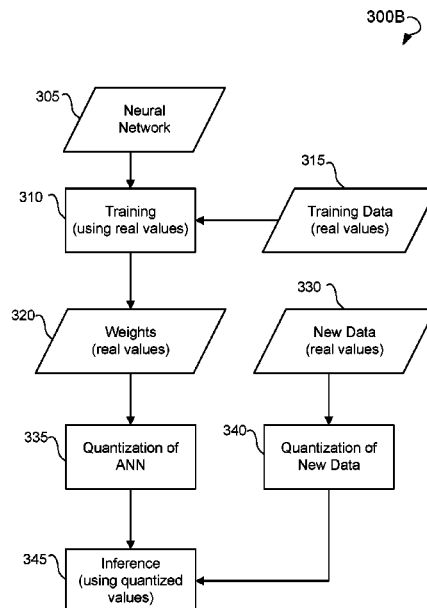 300B
305
Neural
Network
310
Training
(using real values)
315
Training Data
(real values)
320
Weights
(real values)
330
New Data
(real values)
335
Quantization of
ANN
340
Quantization of
New Data
345
Inference
(using quantized
values)